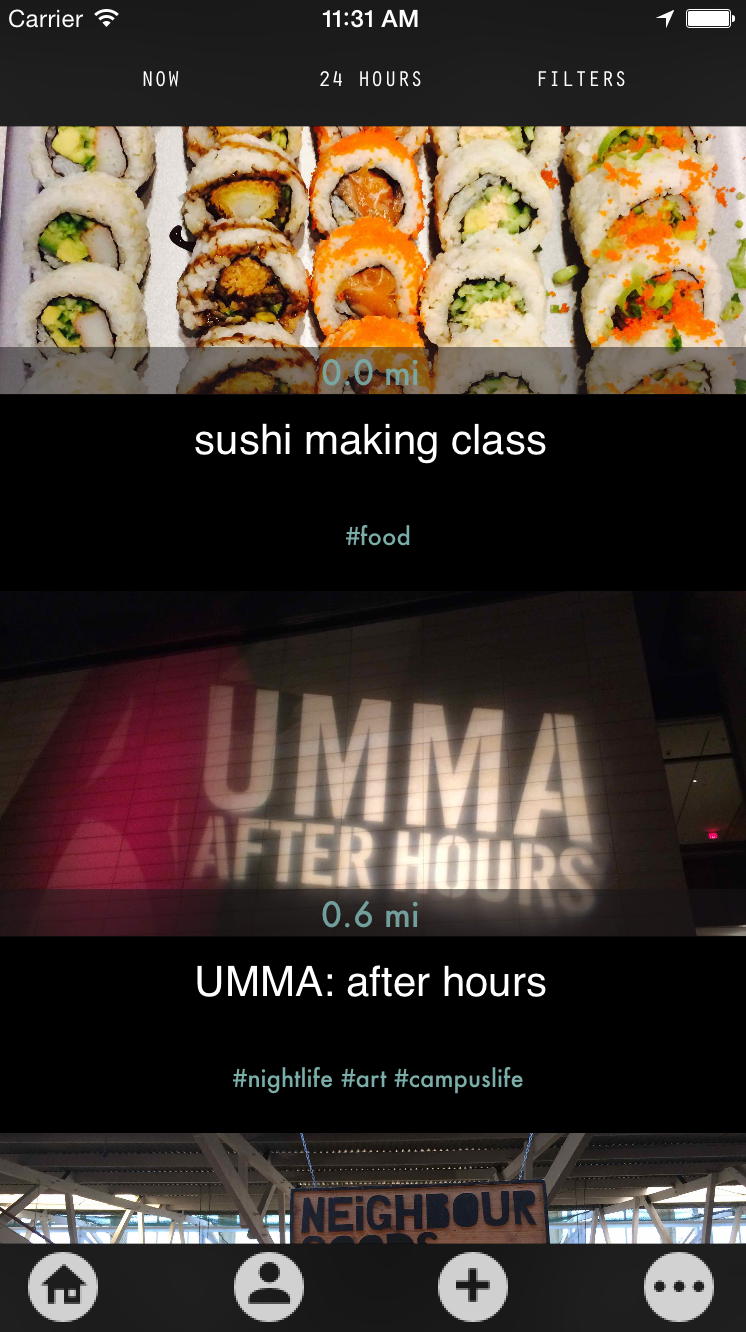 Carrier 11:31 AM
NOW 24 HOURS FILTERS
0.0 mi
sushi making class
#food
UMMA
AFTER HOURS
0.6 mi
UMMA: after hours
#nightlife #art #campuslife
NEiGHBOUR
GOODS